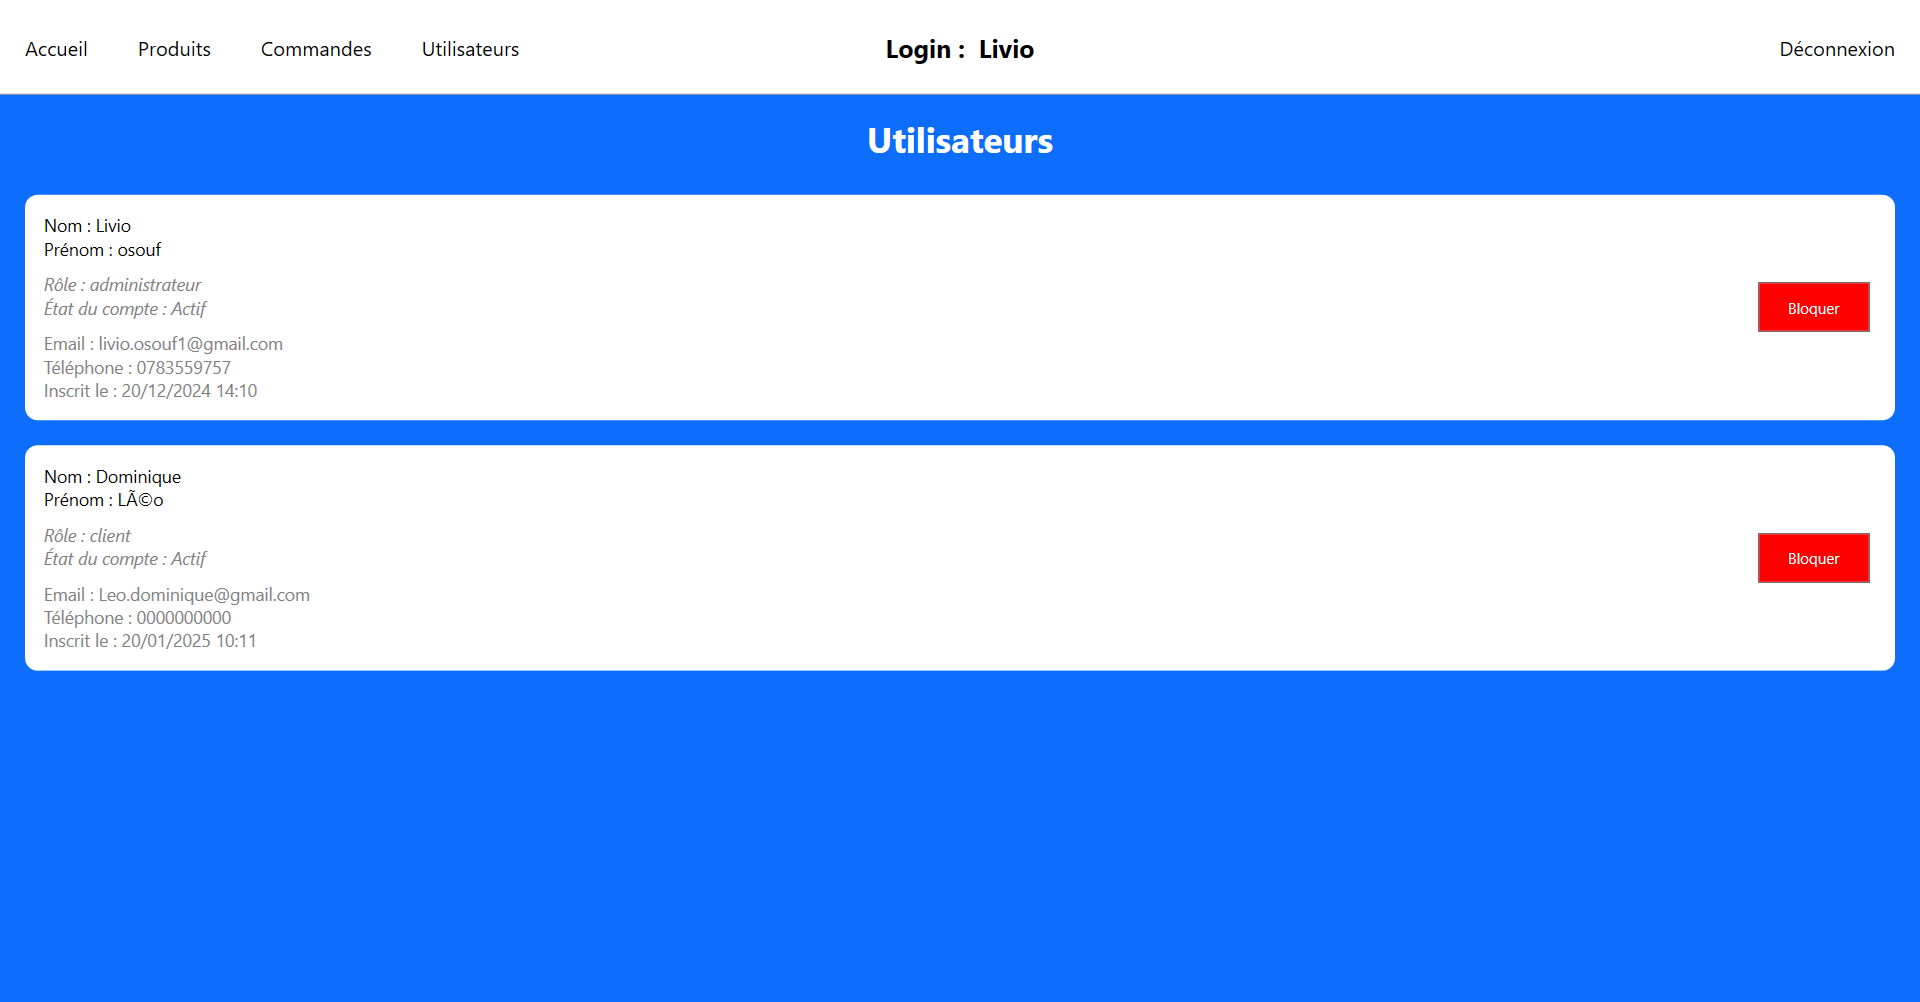 Accueil Produits Commandes Utilisateurs Login : Livio Déconnexion
Utilisateurs
Nom : Livio
Prénom : osouf
Rôle : administrateur
État du compte : Actif
Bloquer
Email : livio.osouf1@gmail.com
Téléphone : 0783559757
Inscrit le : 20/12/2024 14:10
Nom : Dominique
Prénom : LÃ©o
Rôle : client
État du compte : Actif
Bloquer
Email : Leo.dominique@gmail.com
Téléphone : 0000000000
Inscrit le : 20/01/2025 10:11